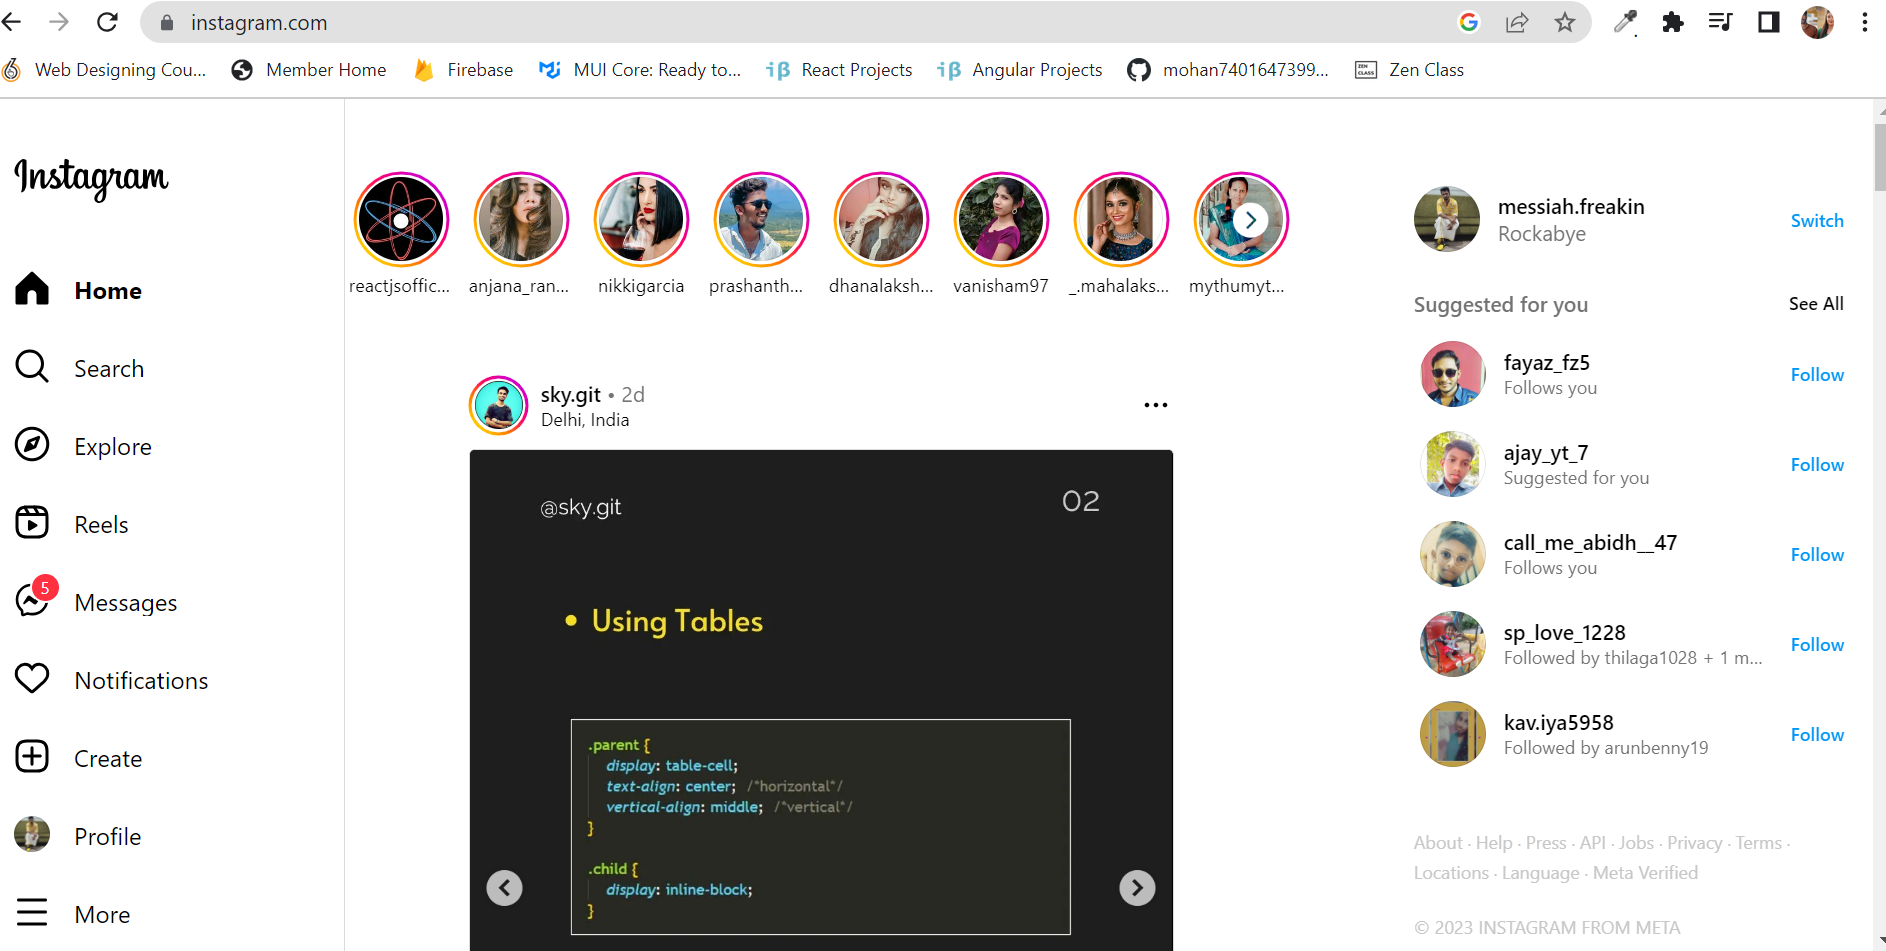 instagram.com
Web Designing Cou...
Member Home
Firebase
MUI Core: Ready to...
React Projects
Angular Projects
mohan7401647399...
Zen Class
Instagram
Home
Search
Explore
Reels
5
Messages
Notifications
Create
Profile
More
reactjsoffic...
anjana_ran...
nikkigarcia
prashanth...
dhanalaksh...
vanisham97
_.mahalaks...
mythumyt...
sky.git • 2d
Delhi, India
@sky.git
02
• Using Tables
.parent {
display: table-cell;
text-align: center; /*horizontal*/
vertical-align: middle; /*vertical*/
}
.child {
display: inline-block;
}
messiah.freakin
Rockabye
Switch
Suggested for you
See All
fayaz_fz5
Follows you
Follow
ajay_yt_7
Suggested for you
Follow
call_me_abidh__47
Follows you
Follow
sp_love_1228
Followed by thilaga1028 + 1 m...
Follow
kav.iya5958
Followed by arunbenny19
Follow
About · Help · Press · API · Jobs · Privacy · Terms ·
Locations · Language · Meta Verified
© 2023 INSTAGRAM FROM META